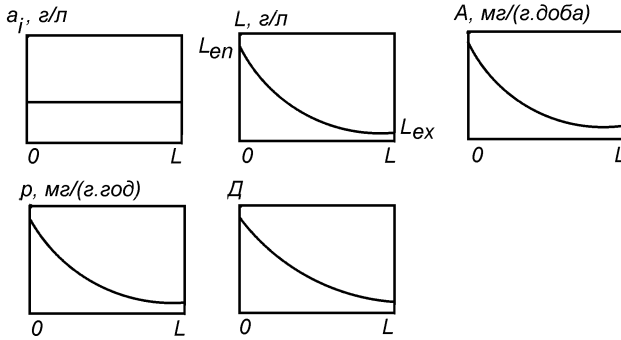 aᵢ, г/л
0 L
L, г/л
Lₑₙ
Lₑₓ
0 L
А, мг/(г.доба)
0 L
р, мг/(г.год)
0 L
Д
0 L